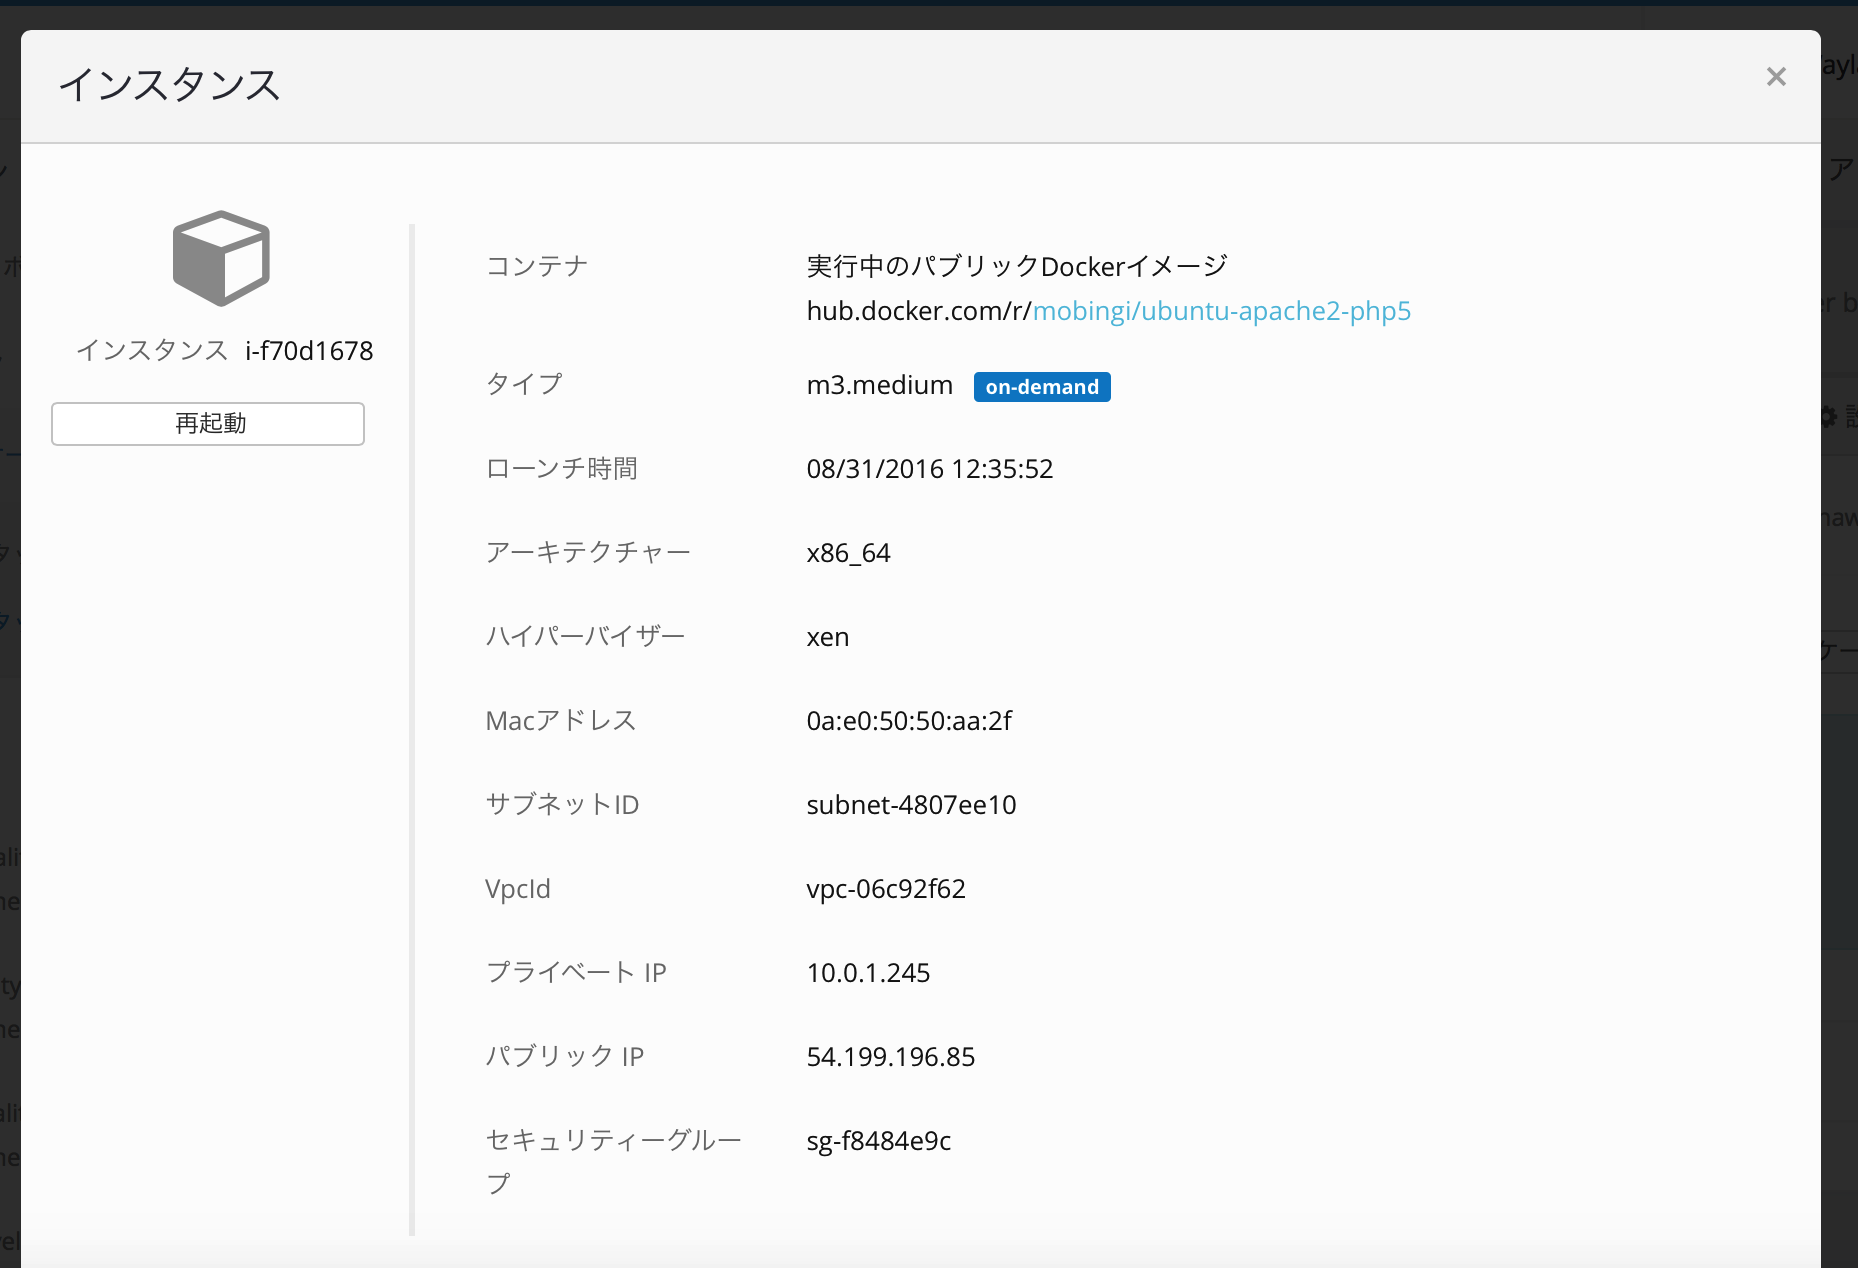 インスタンス
×
インスタンス i-f70d1678
再起動
コンテナ 実行中のパブリックDockerイメージ
hub.docker.com/r/mobingi/ubuntu-apache2-php5
タイプ m3.medium on-demand
ローンチ時間 08/31/2016 12:35:52
アーキテクチャー x86_64
ハイパーバイザー xen
Macアドレス 0a:e0:50:50:aa:2f
サブネットID subnet-4807ee10
VpcId vpc-06c92f62
プライベート IP 10.0.1.245
パブリック IP 54.199.196.85
セキュリティーグルー sg-f8484e9c
プ